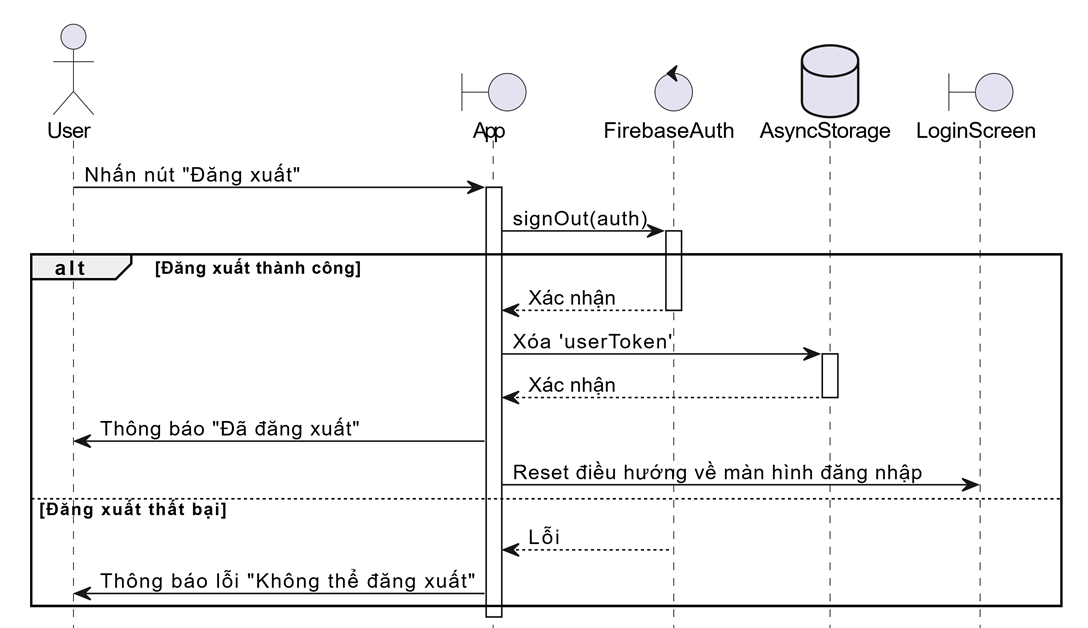 User
App
FirebaseAuth
AsyncStorage
LoginScreen
Nhấn nút "Đăng xuất"
signOut(auth)
alt
[Đăng xuất thành công]
Xác nhận
Xóa 'userToken'
Xác nhận
Thông báo "Đã đăng xuất"
Reset điều hướng về màn hình đăng nhập
[Đăng xuất thất bại]
Lỗi
Thông báo lỗi "Không thể đăng xuất"